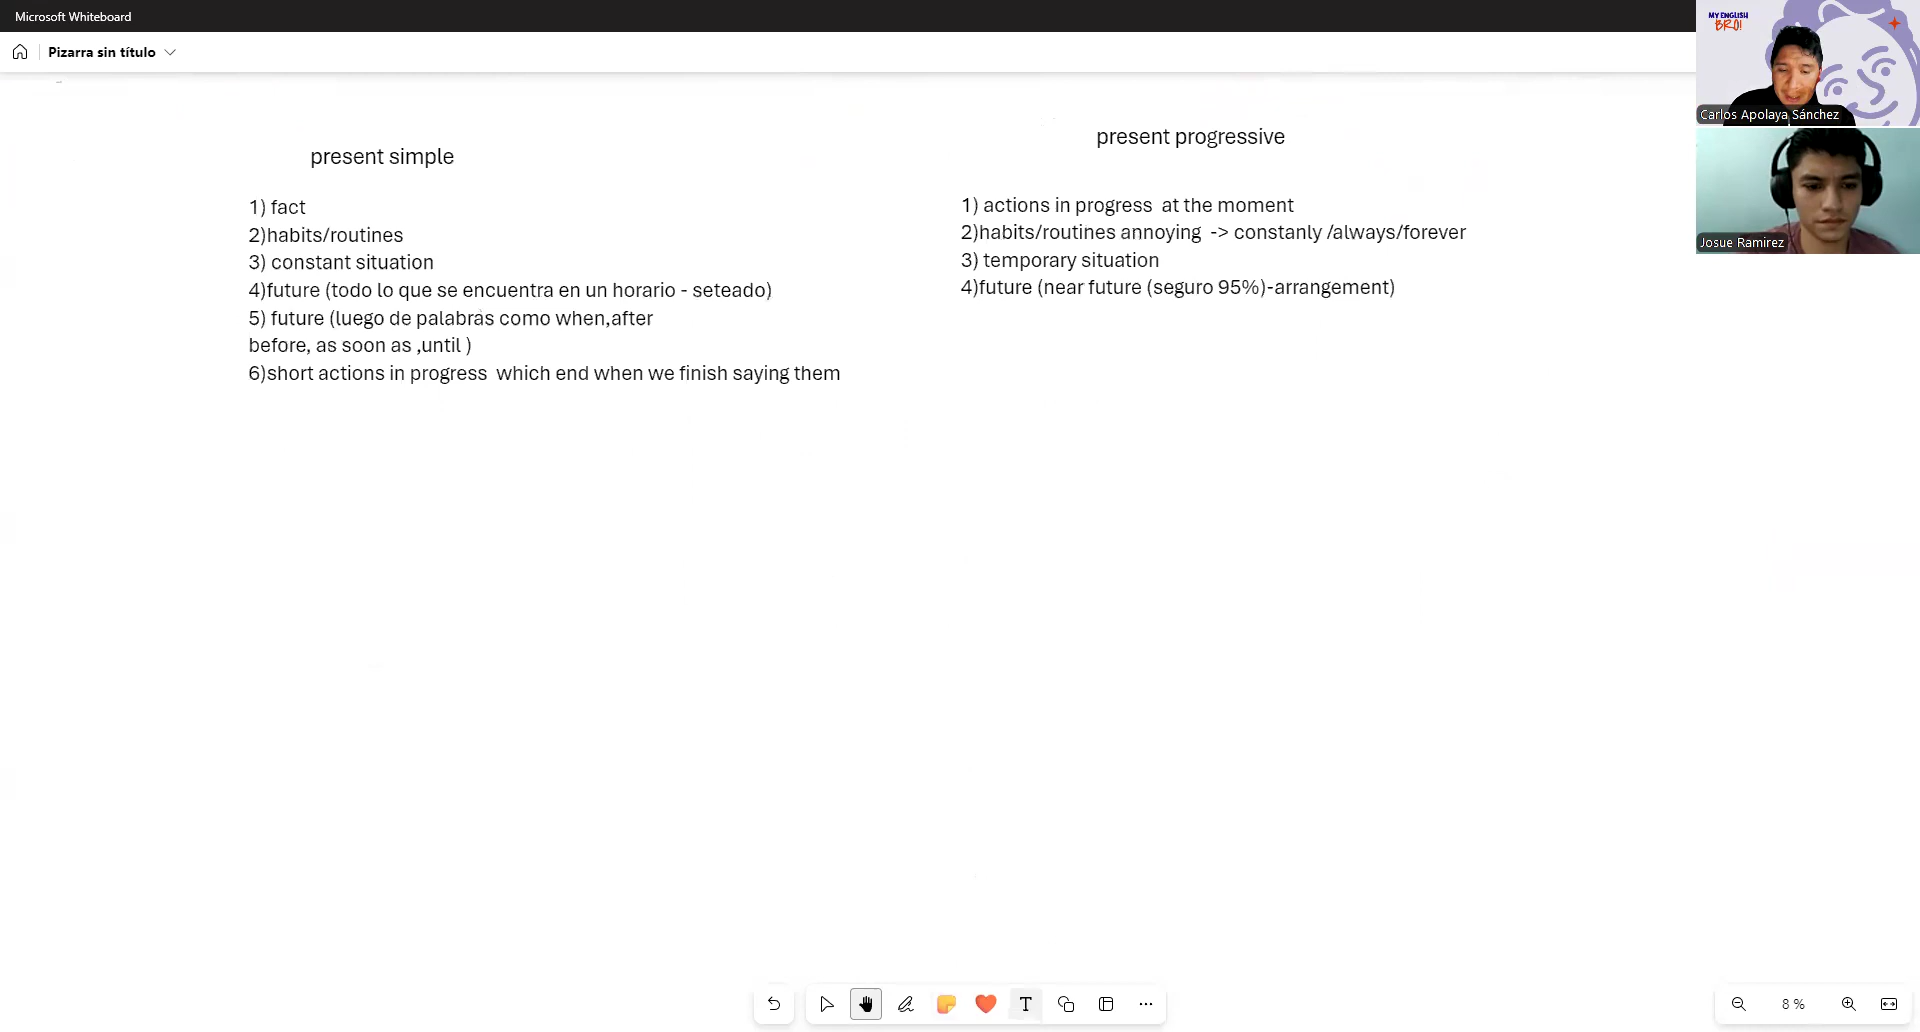 Microsoft Whiteboard
Pizarra sin título
MY ENGLISH
BRO!
Carlos Apolaya Sánchez
Josue Ramirez
present simple
1) fact
2)habits/routines
3) constant situation
4)future (todo lo que se encuentra en un horario - seteado)
5) future (luego de palabras como when,after
before, as soon as ,until )
6)short actions in progress  which end when we finish saying them
present progressive
1) actions in progress  at the moment
2)habits/routines annoying  -> constanly /always/forever
3) temporary situation
4)future (near future (seguro 95%)-arrangement)
T
8 %